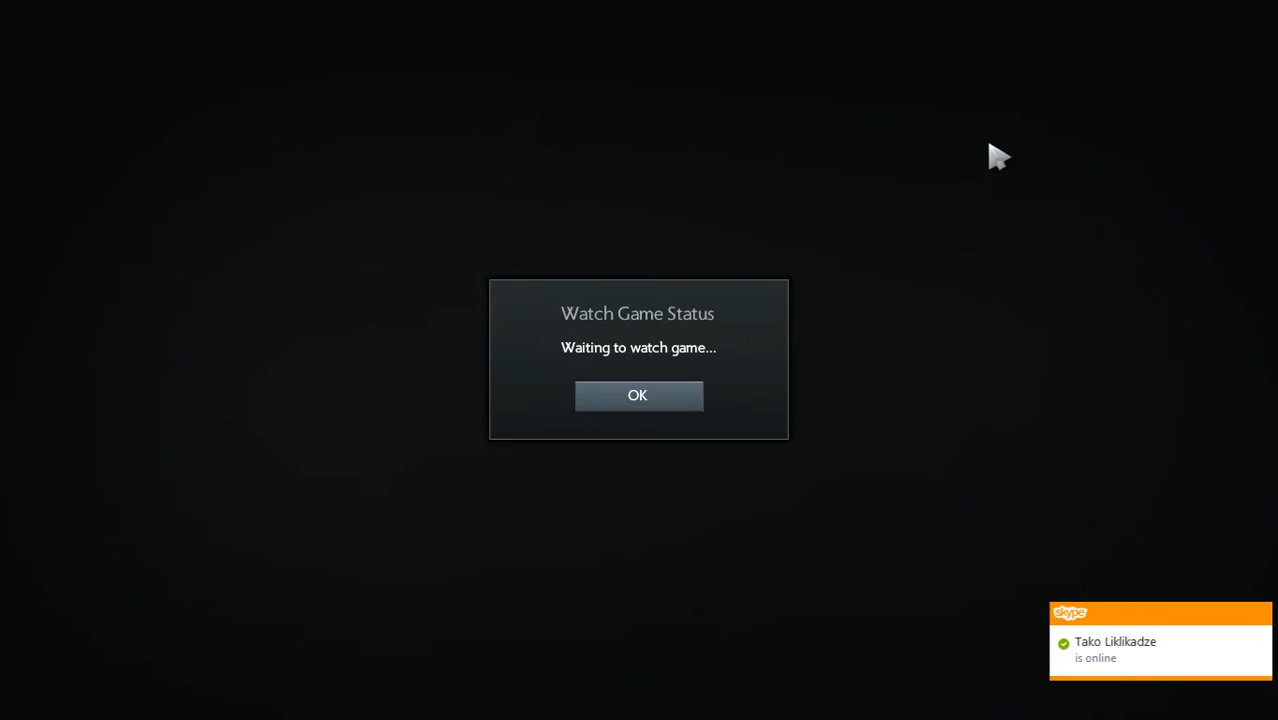 Watch Game Status
Waiting to watch game...
OK
skype
Tako Liklikadze
is online